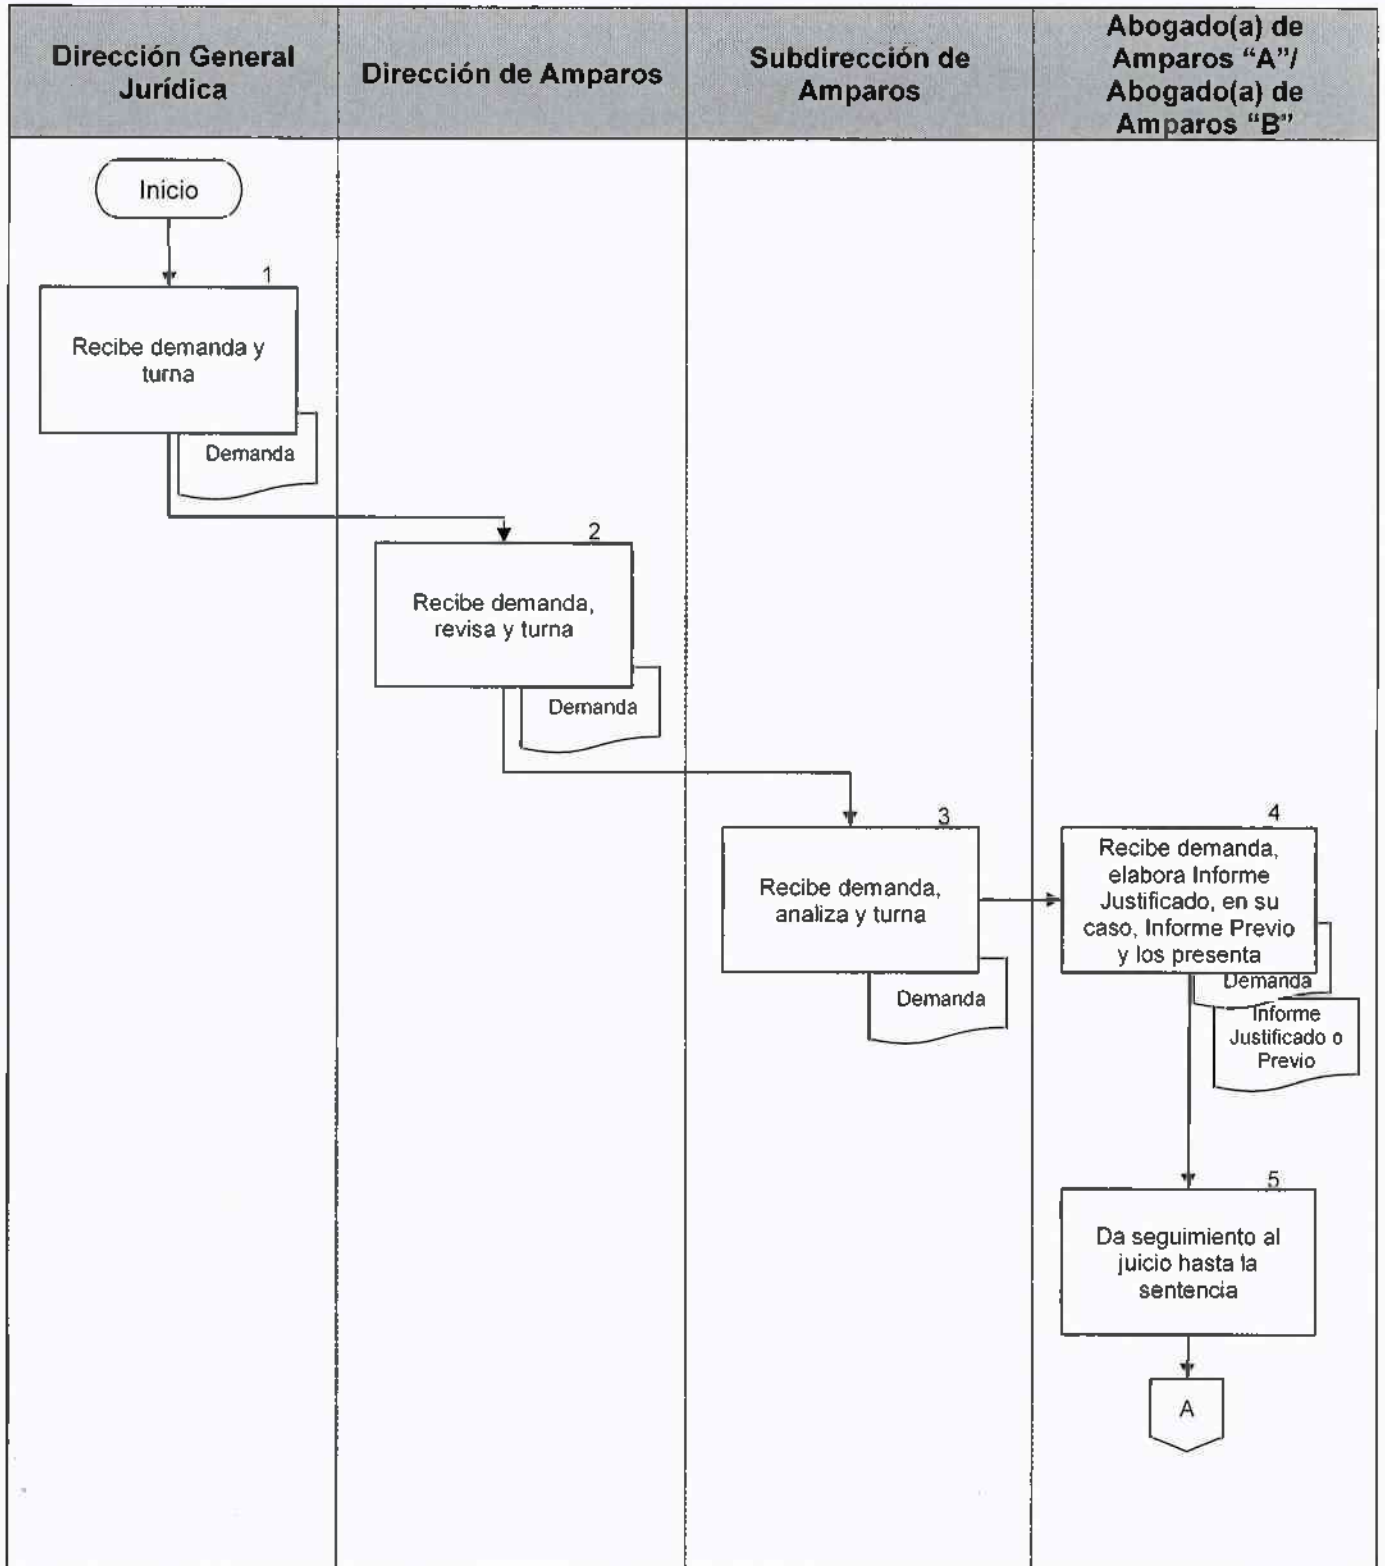 Dirección General
Jurídica
Dirección de Amparos
Subdirección de
Amparos
Abogado(a) de
Amparos “A”/
Abogado(a) de
Amparos “B”
Inicio
1
Recibe demanda y
turna
Demanda
2
Recibe demanda,
revisa y turna
Demanda
3
Recibe demanda,
analiza y turna
Demanda
4
Recibe demanda,
elabora Informe
Justificado, en su
caso, Informe Previo
y los presenta
Demanda
Informe
Justificado o
Previo
5
Da seguimiento al
juicio hasta la
sentencia
A